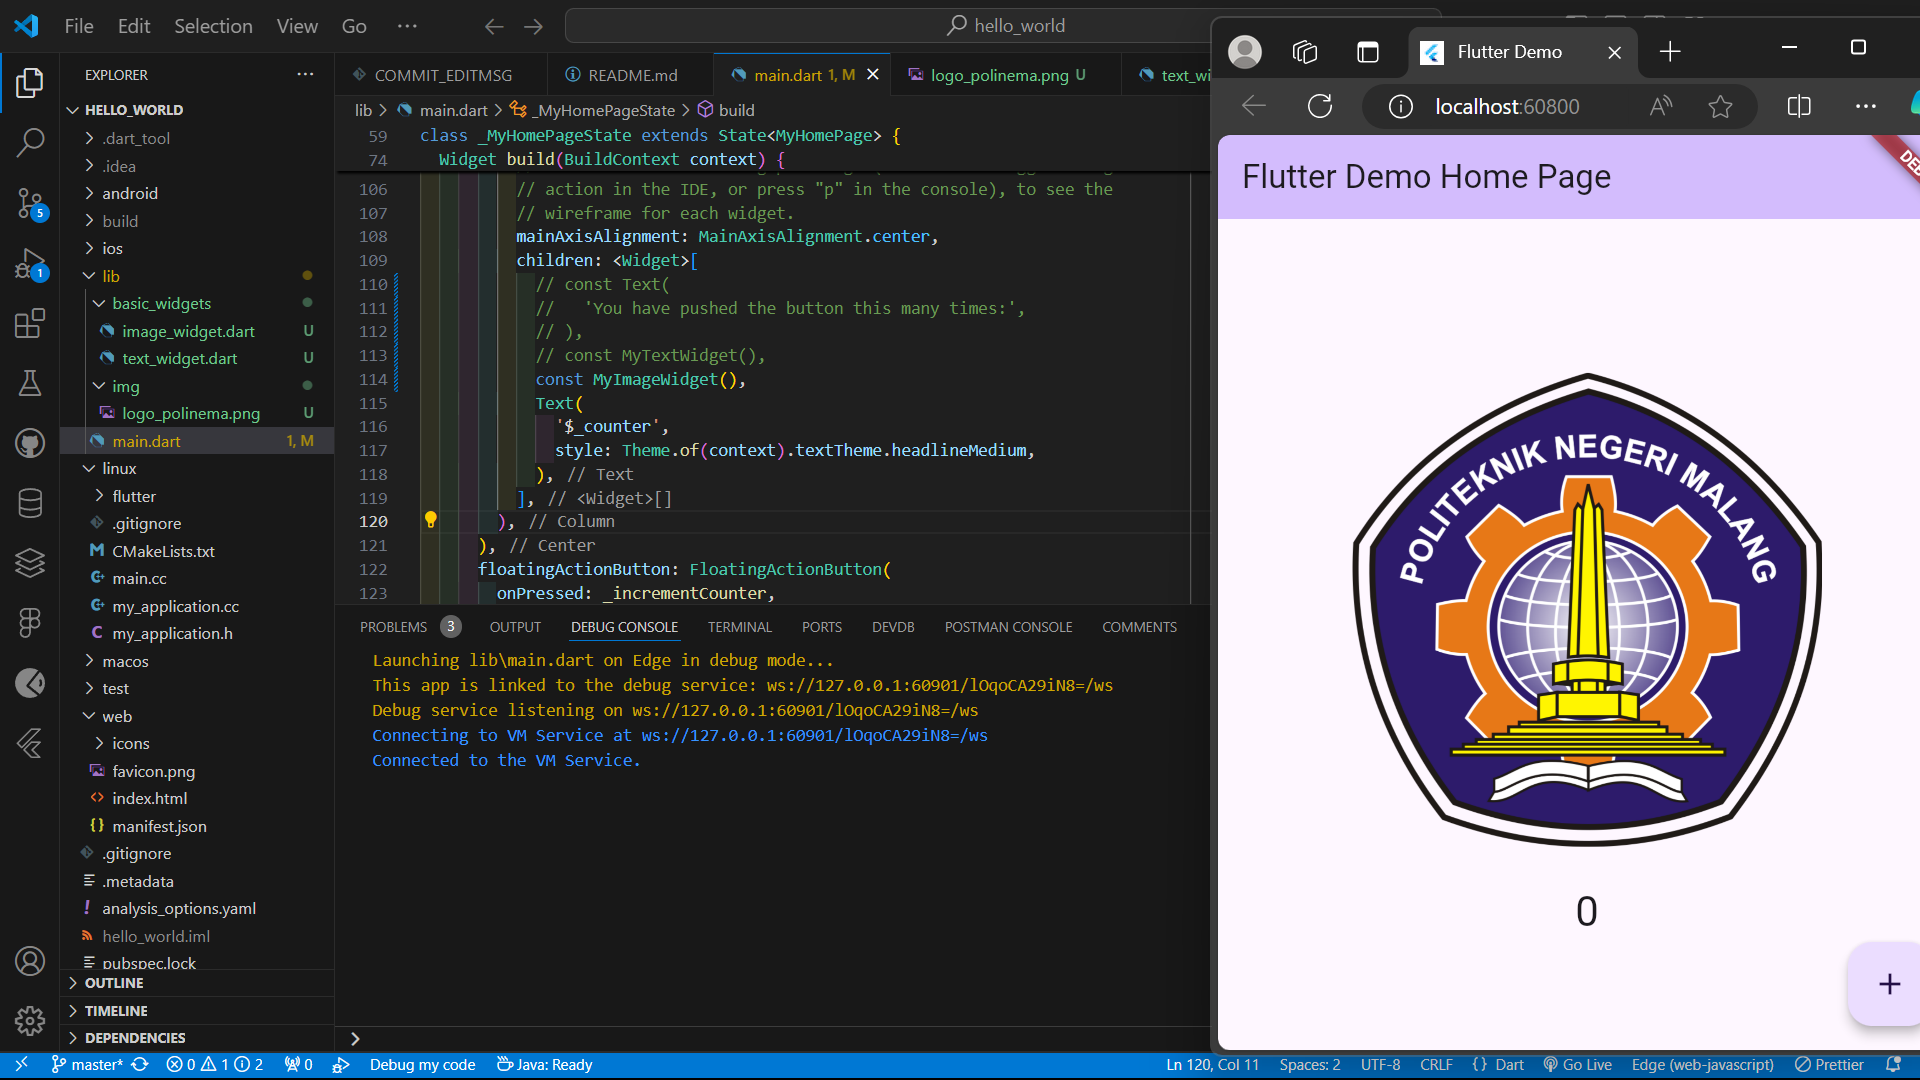 File Edit Selection View Go ···
hello_world
EXPLORER ···
HELLO_WORLD
.dart_tool
.idea
android
build
ios
lib
basic_widgets
image_widget.dart U
text_widget.dart U
img
logo_polinema.png U
main.dart 1, M
linux
flutter
.gitignore
CMakeLists.txt
main.cc
my_application.cc
my_application.h
macos
test
web
icons
favicon.png
index.html
manifest.json
.gitignore
.metadata
analysis_options.yaml
hello_world.iml
pubspec.lock
OUTLINE
TIMELINE
DEPENDENCIES
5
1
COMMIT_EDITMSG README.md main.dart 1, M logo_polinema.png U
lib > main.dart > _MyHomePageState > build
59 class _MyHomePageState extends State<MyHomePage> {
74 Widget build(BuildContext context) {
106 // action in the IDE, or press "p" in the console), to see the
107 // wireframe for each widget.
108 mainAxisAlignment: MainAxisAlignment.center,
109 children: <Widget>[
110 // const Text(
111 //   'You have pushed the button this many times:',
112 // ),
113 // const MyTextWidget(),
114 const MyImageWidget(),
115 Text(
116 '$_counter',
117 style: Theme.of(context).textTheme.headlineMedium,
118 ), // Text
119 ], // <Widget>[]
120 ), // Column
121 ), // Center
122 floatingActionButton: FloatingActionButton(
123 onPressed: _incrementCounter,
PROBLEMS 3 OUTPUT DEBUG CONSOLE TERMINAL PORTS DEVDB POSTMAN CONSOLE COMMENTS
Launching lib\main.dart on Edge in debug mode...
This app is linked to the debug service: ws://127.0.0.1:60901/lOqoCA29iN8=/ws
Debug service listening on ws://127.0.0.1:60901/lOqoCA29iN8=/ws
Connecting to VM Service at ws://127.0.0.1:60901/lOqoCA29iN8=/ws
Connected to the VM Service.
Flutter Demo
localhost:60800
Flutter Demo Home Page
POLITEKNIK NEGERI MALANG
0
+
master* 0 1 2 0 Debug my code Java: Ready
Ln 120, Col 11 Spaces: 2 UTF-8 CRLF {} Dart Go Live Edge (web-javascript) Prettier